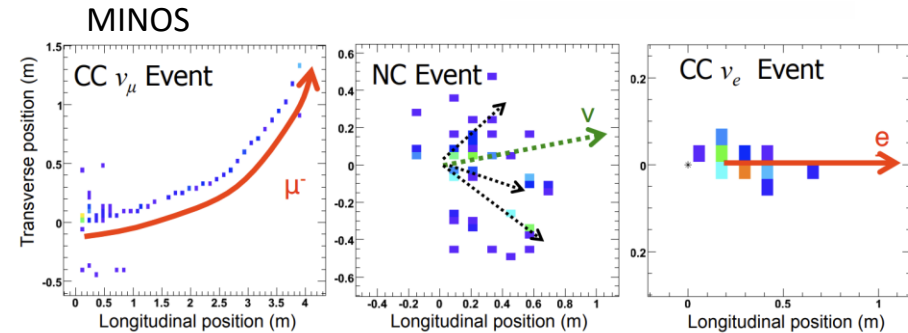 MINOS
CC νμ Event
Transverse position (m)
1.5
1
0.5
0
-0.5
μ-
0 0.5 1 1.5 2 2.5 3 3.5 4
Longitudinal position (m)
NC Event
0.6
0.4
0.2
0
-0.2
-0.4
-0.6
ν
-0.4 -0.2 0 0.2 0.4 0.6 0.8 1
Longitudinal position (m)
CC νe Event
0.2
0
0.2
e
0 0.5 1
Longitudinal position (m)